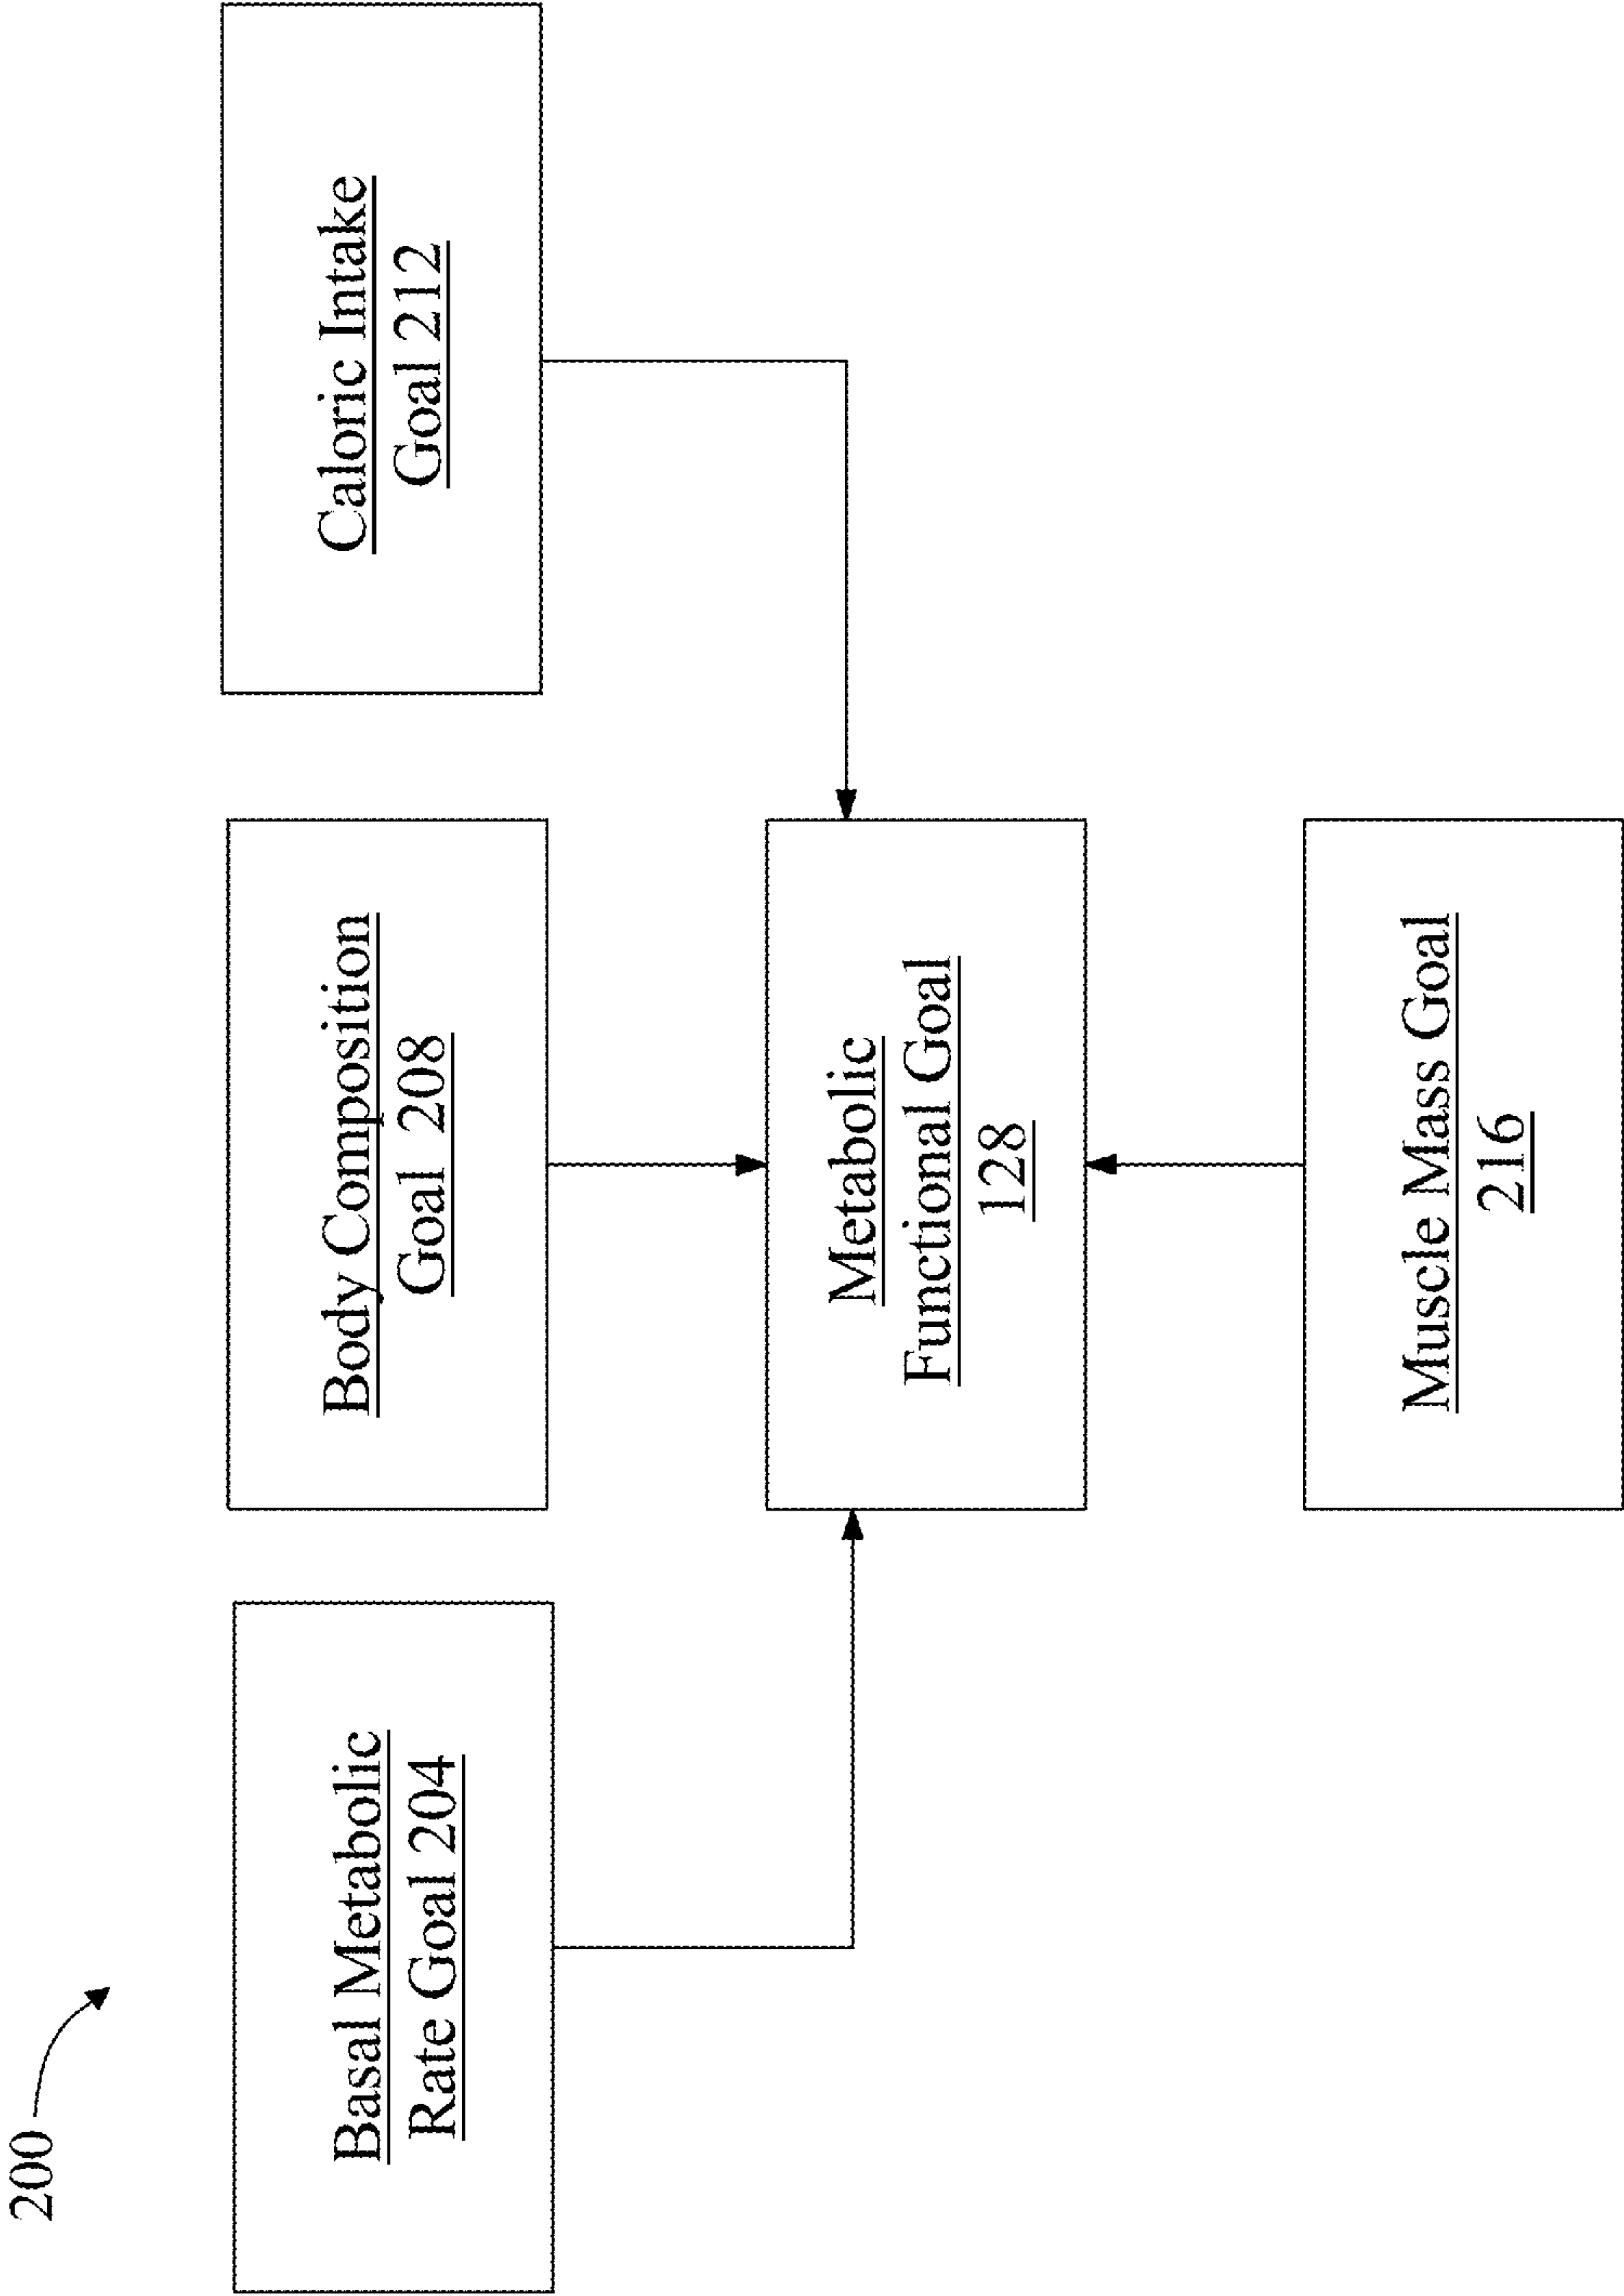 200
Basal Metabolic
Rate Goal 204
Body Composition
Goal 208
Caloric Intake
Goal 212
Metabolic
Functional Goal
128
Muscle Mass Goal
216